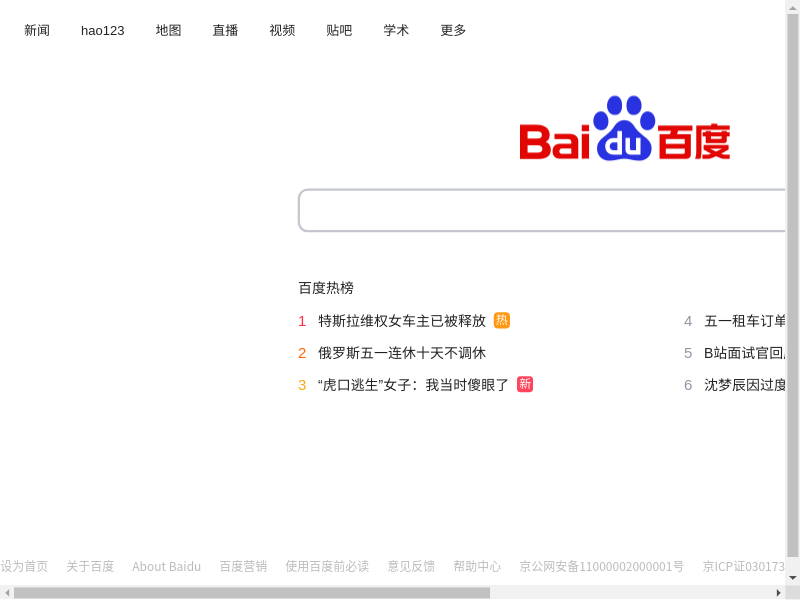 新闻 hao123 地图 直播 视频 贴吧 学术 更多
Bai du 百度
百度热榜
1 特斯拉维权女车主已被释放 热 4 五一租车订单
2 俄罗斯五一连休十天不调休 5 B站面试官回
3 “虎口逃生”女子：我当时傻眼了 新 6 沈梦辰因过度
设为首页 关于百度 About Baidu 百度营销 使用百度前必读 意见反馈 帮助中心 京公网安备11000002000001号 京ICP证030173